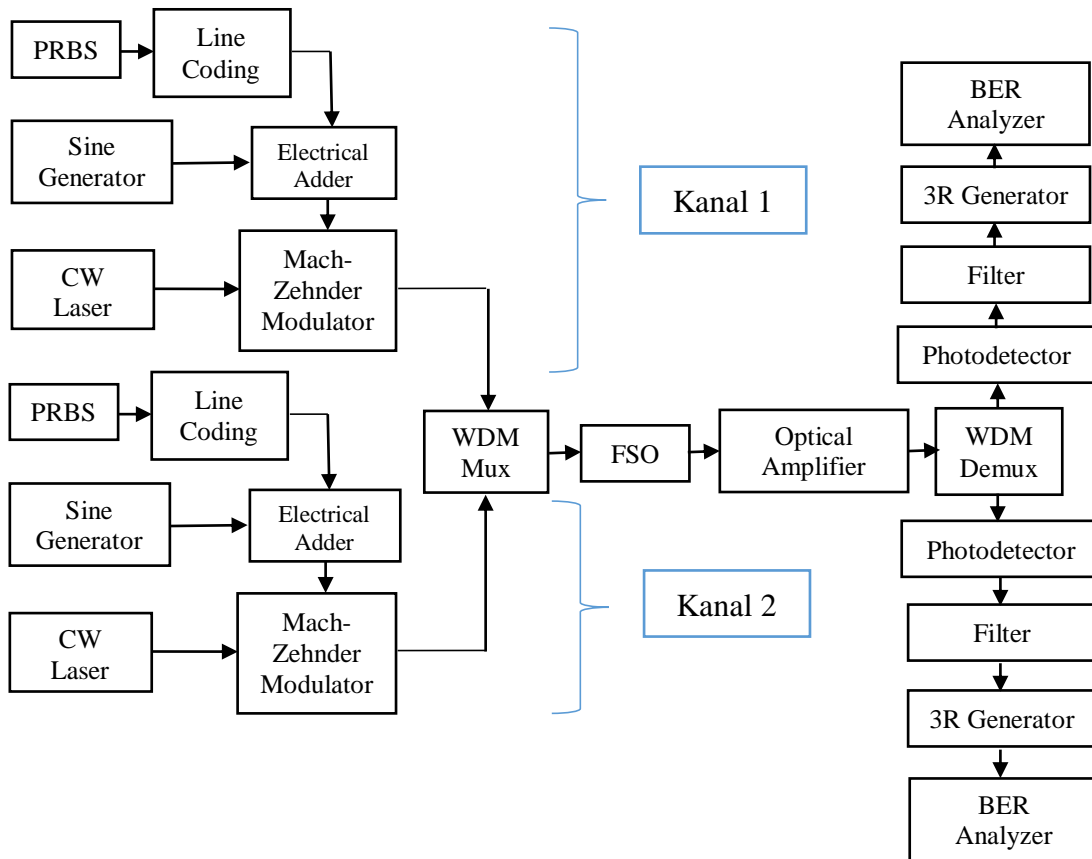 PRBS
Line
Coding
Sine
Generator
Electrical
Adder
CW
Laser
Mach-
Zehnder
Modulator
Kanal 1
PRBS
Line
Coding
Sine
Generator
Electrical
Adder
CW
Laser
Mach-
Zehnder
Modulator
Kanal 2
WDM
Mux
FSO
Optical
Amplifier
WDM
Demux
Photodetector
Filter
3R Generator
BER
Analyzer
Photodetector
Filter
3R Generator
BER
Analyzer